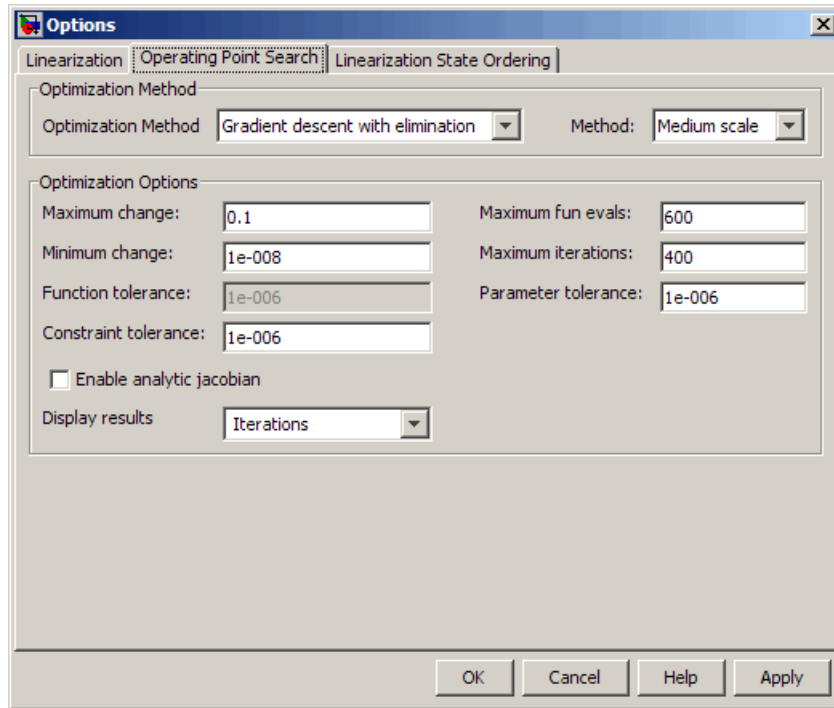 Options
Linearization Operating Point Search Linearization State Ordering
Optimization Method
Optimization Method Gradient descent with elimination Method: Medium scale
Optimization Options
Maximum change: 0.1 Maximum fun evals: 600
Minimum change: 1e-008 Maximum iterations: 400
Function tolerance: 1e-006 Parameter tolerance: 1e-006
Constraint tolerance: 1e-006
Enable analytic jacobian
Display results Iterations
OK Cancel Help Apply